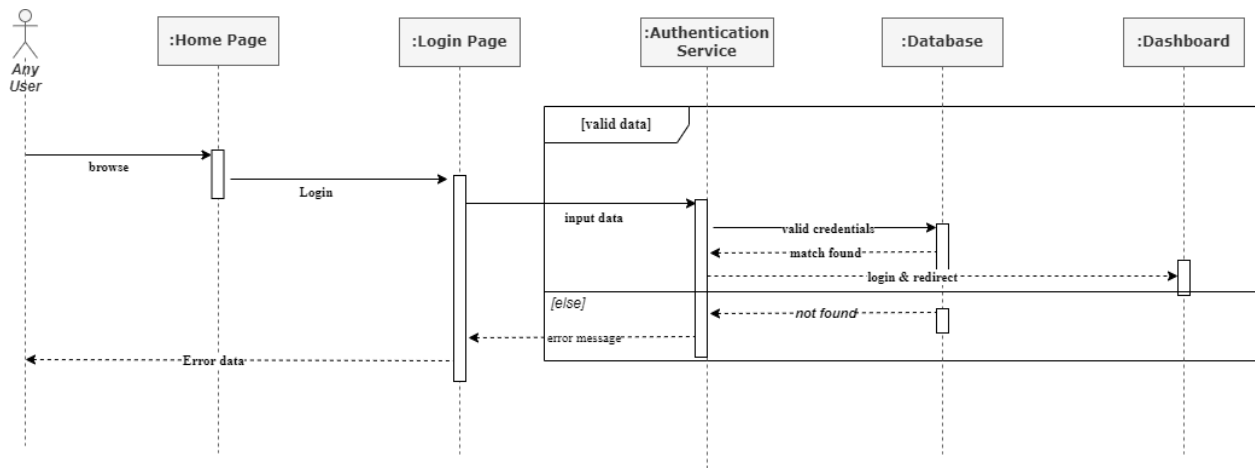 :Home Page
:Login Page
:Authentication
Service
:Database
:Dashboard
Any
User
[valid data]
browse
Login
input data
valid credentials
match found
login & redirect
[else]
not found
error message
Error data